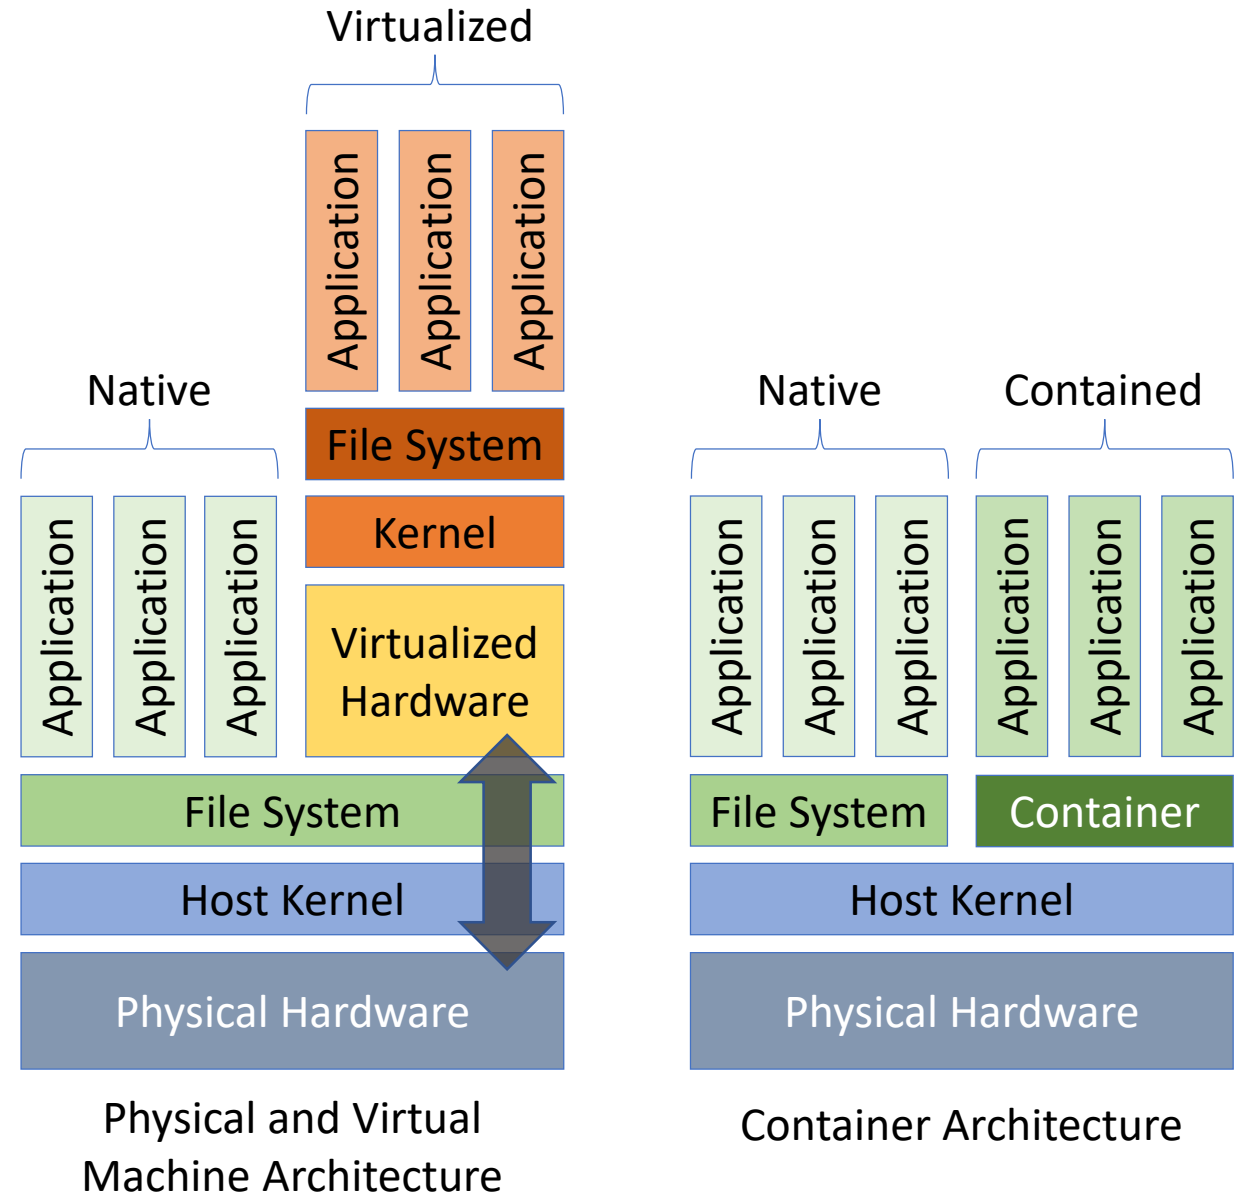 Virtualized
Application
Application
Application
Native
File System
Kernel
Application
Application
Application
Virtualized
Hardware
File System
Host Kernel
Physical Hardware
Physical and Virtual
Machine Architecture
Native
Contained
Application
Application
Application
Application
Application
Application
File System
Container
Host Kernel
Physical Hardware
Container Architecture